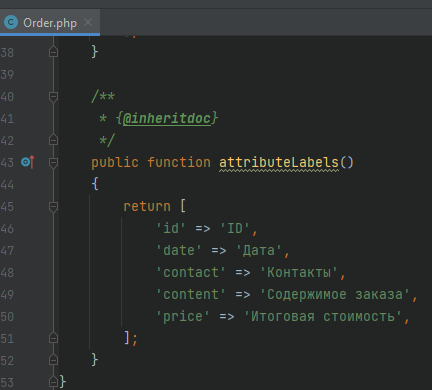 Order.php
38 }
39
40 /**
41 * {@inheritdoc}
42 */
43 public function attributeLabels()
44 {
45 return [
46 'id' => 'ID',
47 'date' => 'Дата',
48 'contact' => 'Контакты',
49 'content' => 'Содержимое заказа',
50 'price' => 'Итоговая стоимость',
51 ];
52 }
53 }